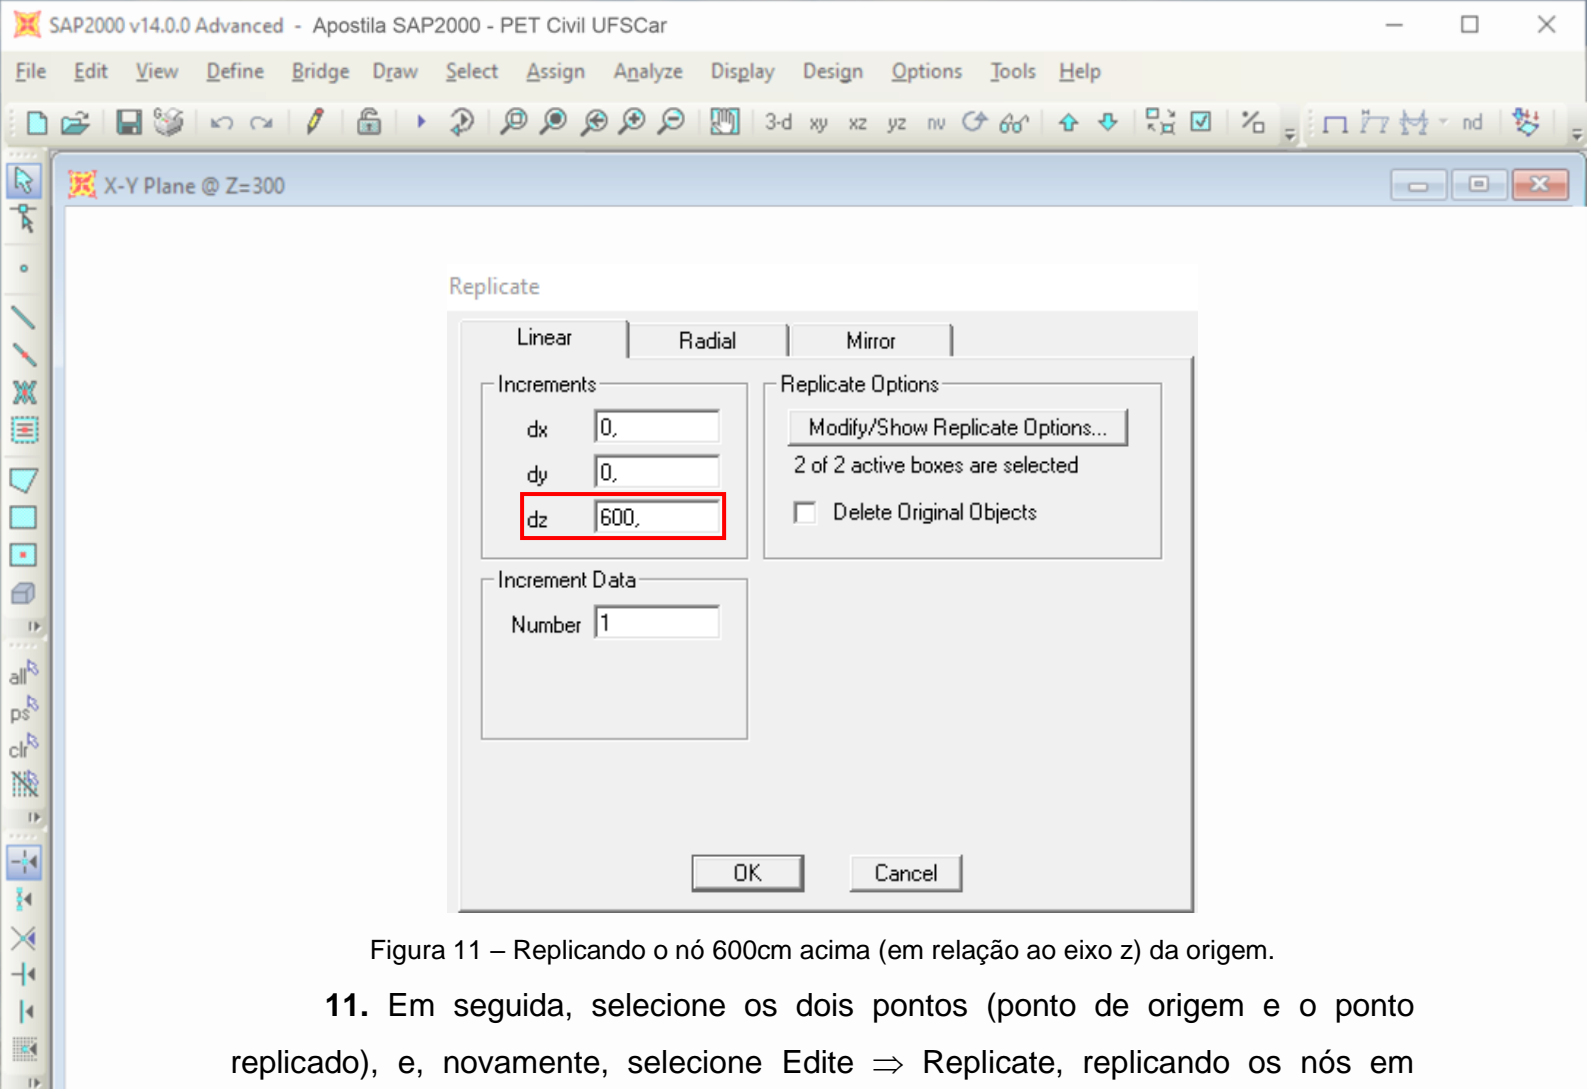 SAP2000 v14.0.0 Advanced - Apostila SAP2000 - PET Civil UFSCar
File Edit View Define Bridge Draw Select Assign Analyze Display Design Options Tools Help
3-d xy xz yz nv nd
X-Y Plane @ Z=300
all
ps
clr
Replicate
Linear Radial Mirror
Increments
dx 0,
dy 0,
dz 600,
Replicate Options
Modify/Show Replicate Options...
2 of 2 active boxes are selected
Delete Original Objects
Increment Data
Number 1
OK Cancel
Figura 11 – Replicando o nó 600cm acima (em relação ao eixo z) da origem.
11. Em seguida, selecione os dois pontos (ponto de origem e o ponto
replicado), e, novamente, selecione Edite ⇒ Replicate, replicando os nós em